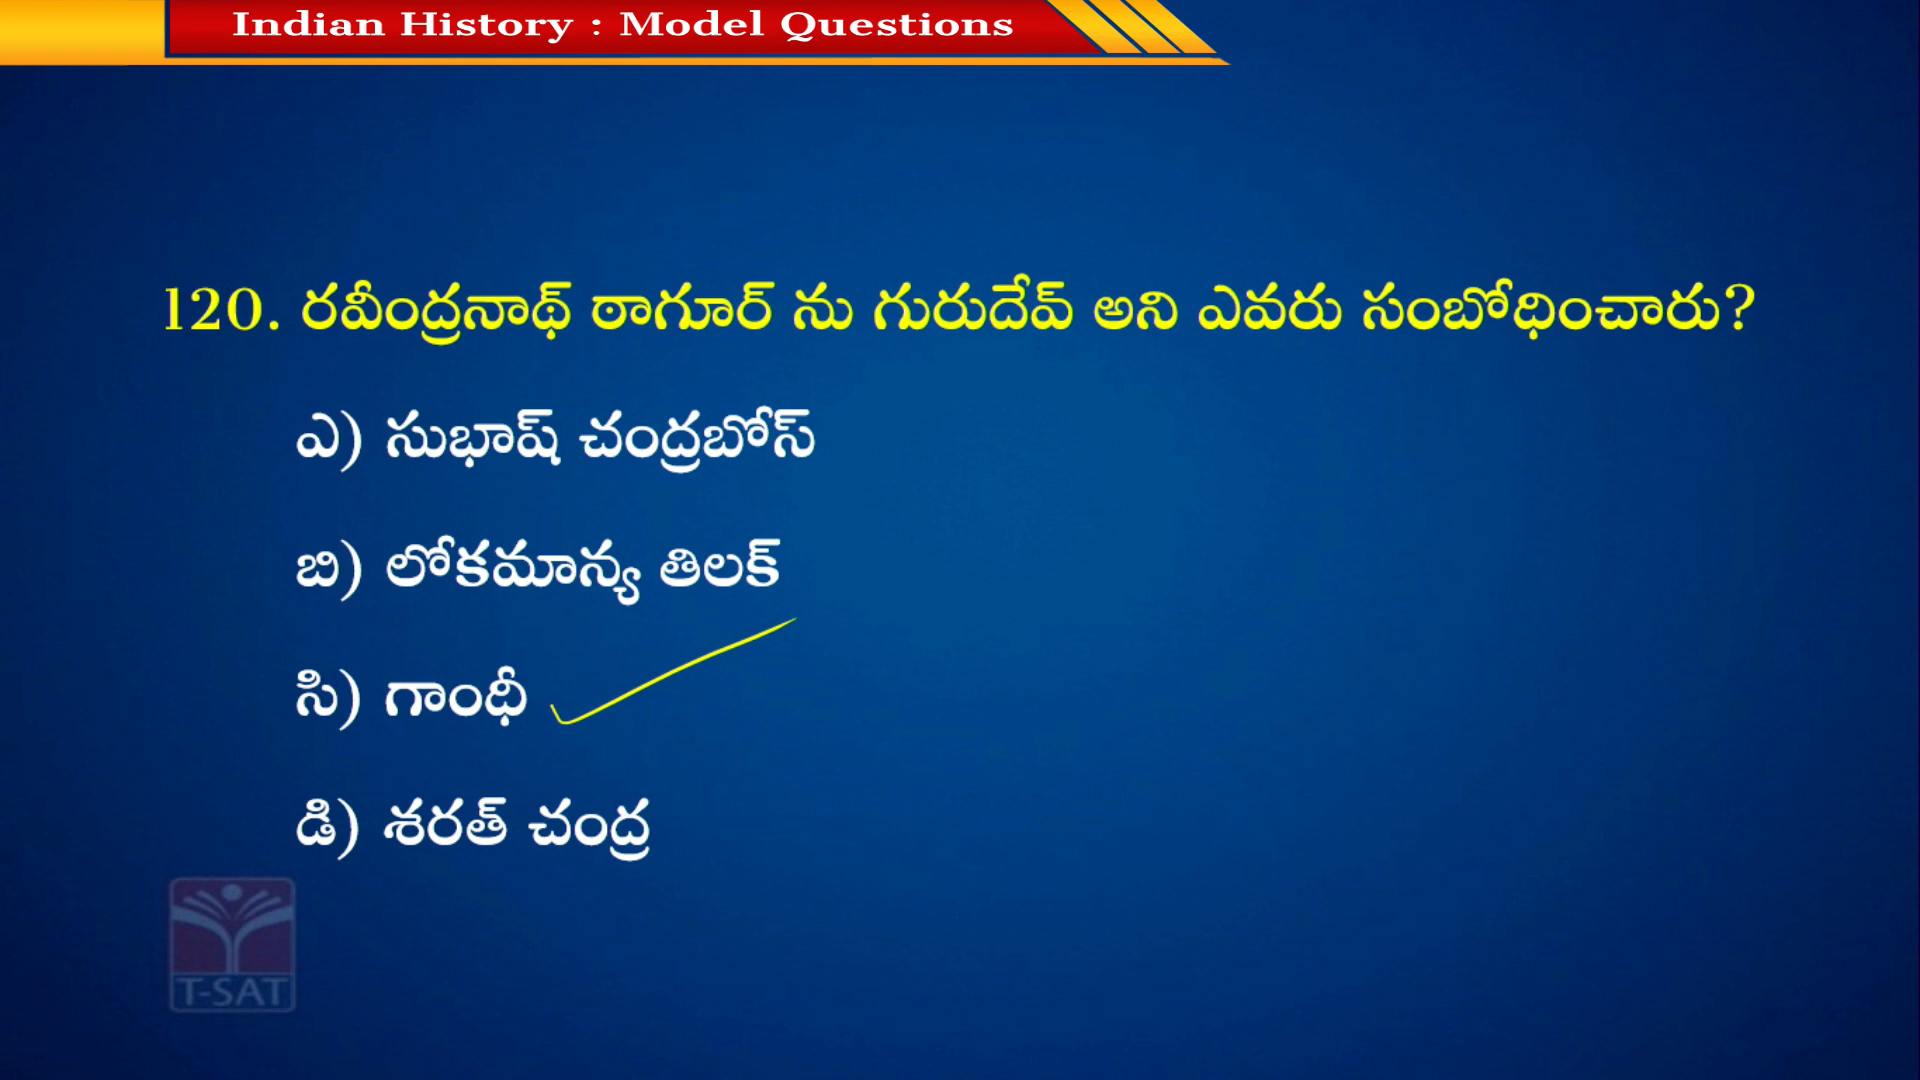 Indian History : Model Questions
120. రవీంద్రనాథ్ ఠాగూర్ ను గురుదేవ్ అని ఎవరు సంబోధించారు?
ఎ) సుభాష్ చంద్రబోస్
బి) లోకమాన్య తిలక్
సి) గాంధీ
డి) శరత్ చంద్ర
T-SAT